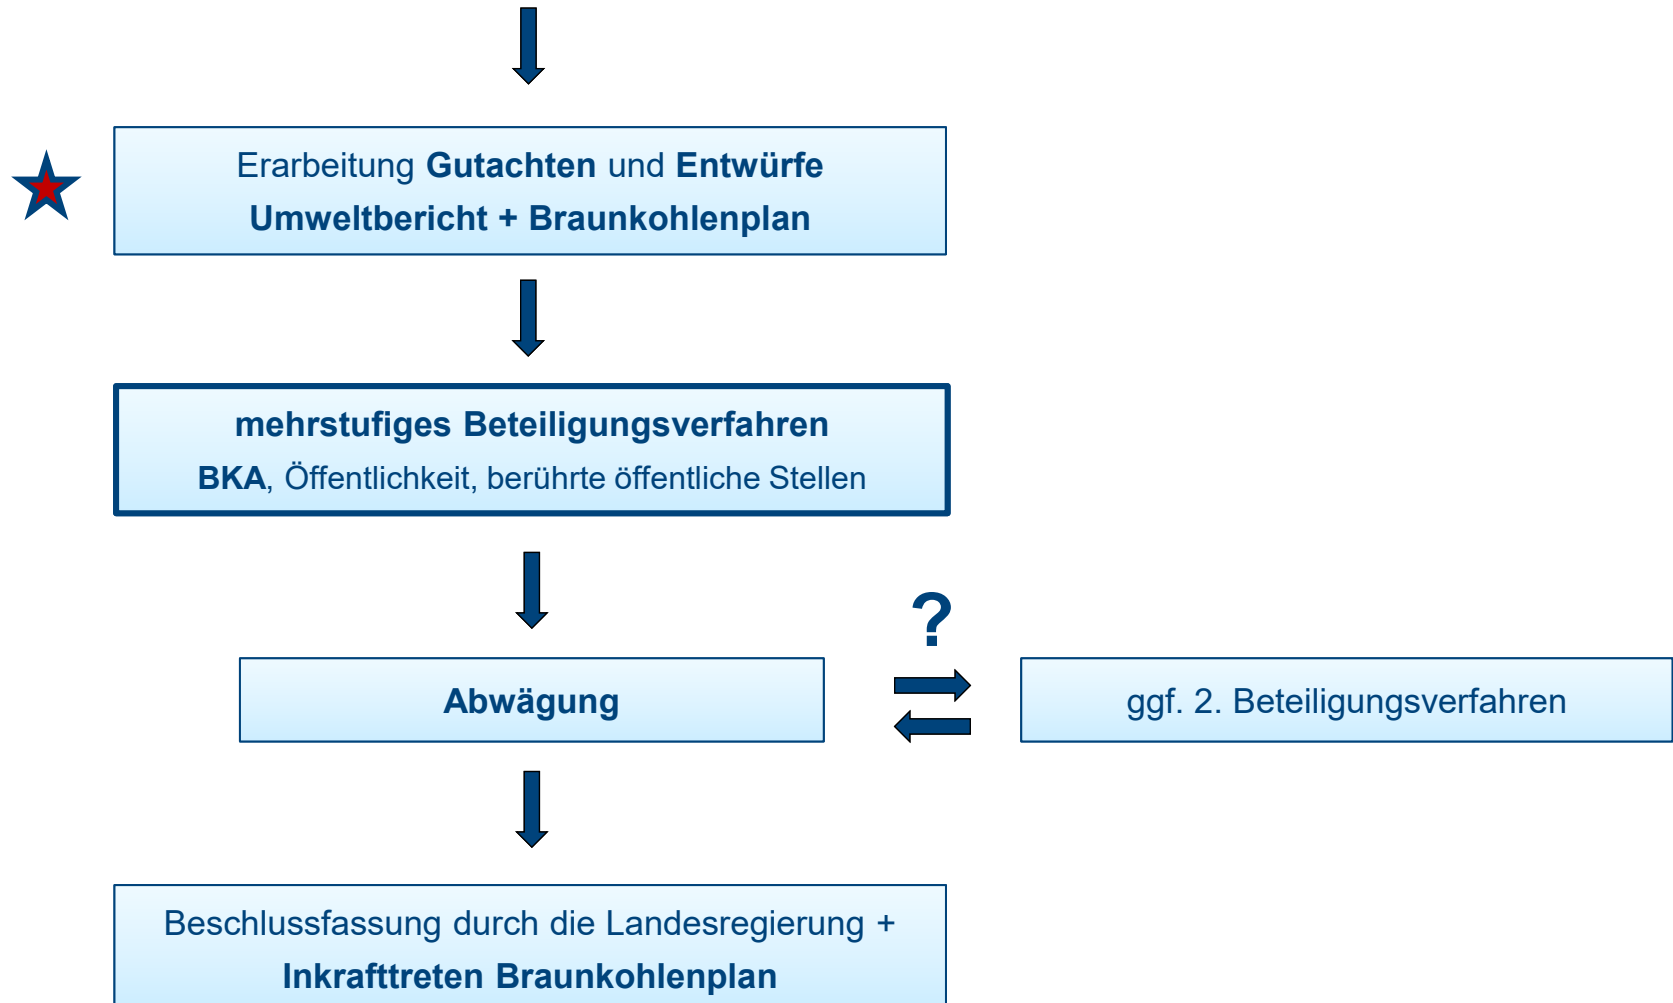 Erarbeitung Gutachten und Entwürfe
Umweltbericht + Braunkohlenplan
mehrstufiges Beteiligungsverfahren
BKA, Öffentlichkeit, berührte öffentliche Stellen
?
Abwägung
ggf. 2. Beteiligungsverfahren
Beschlussfassung durch die Landesregierung +
Inkrafttreten Braunkohlenplan